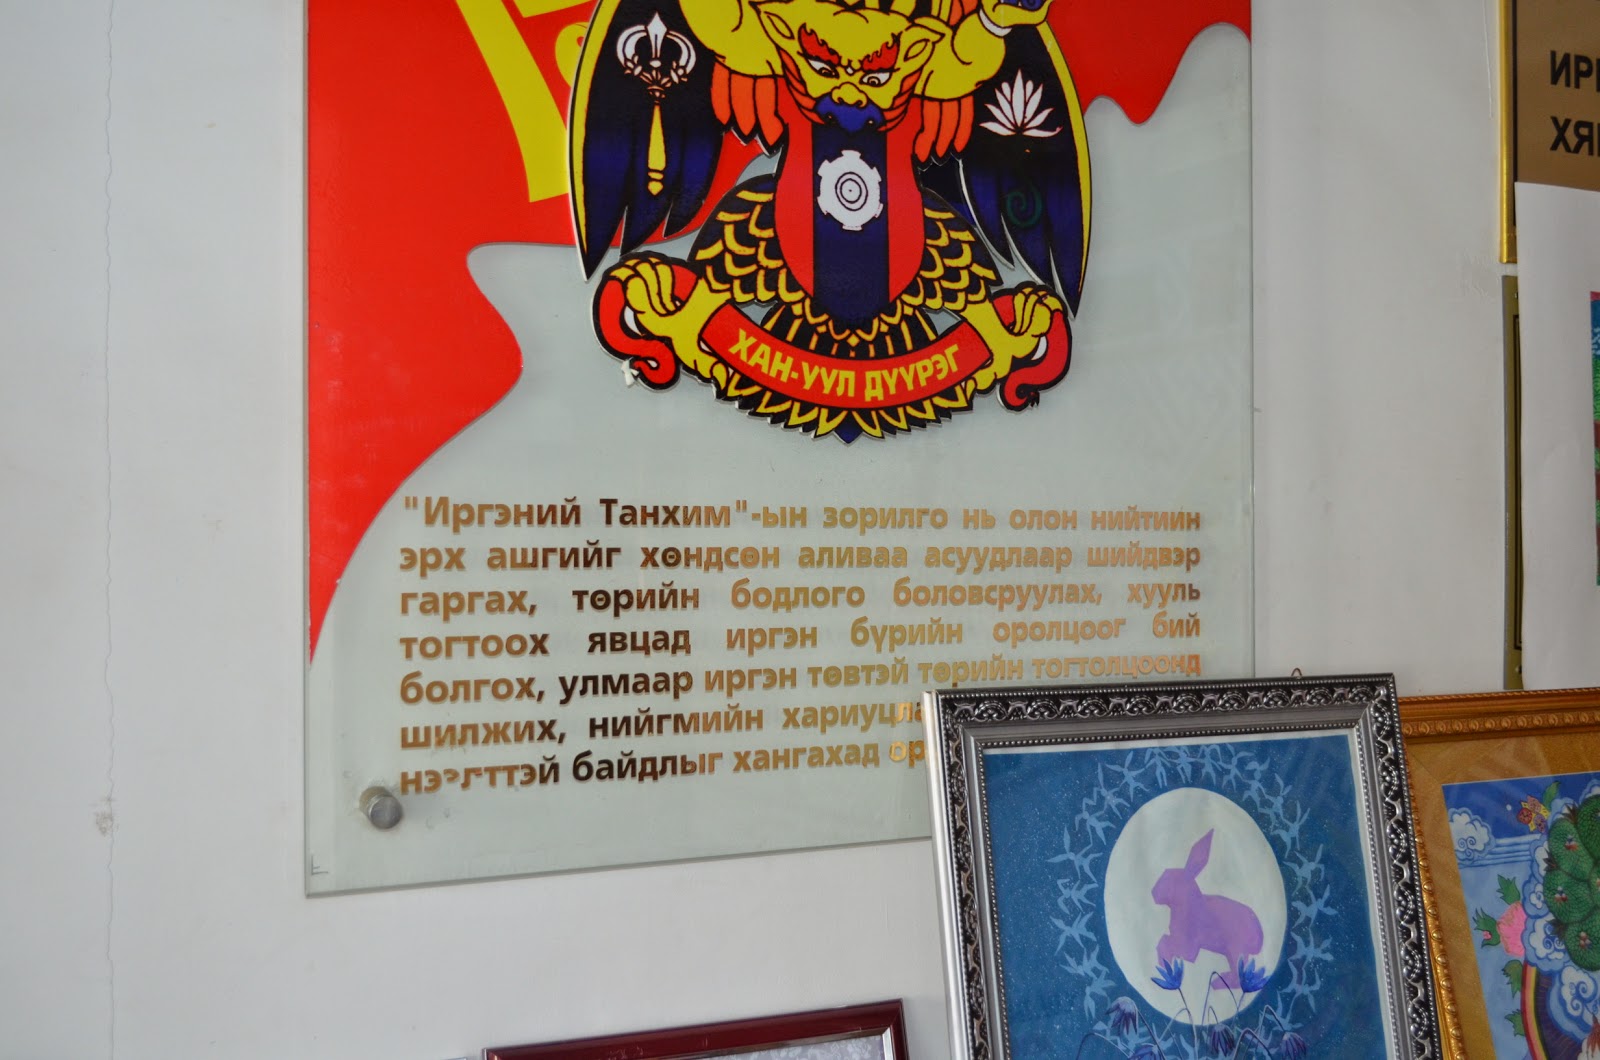 ХАН-УУЛ ДҮҮРЭГ
"Иргэний Танхим"-ын зорилго нь олон нийтийн
эрх ашгийг хөндсөн аливаа асуудлаар шийдвэр
гаргах, төрийн бодлого боловсруулах, хууль
тогтоох явцад иргэн бүрийн оролцоог бий
болгох, улмаар иргэн төвтэй төрийн тогтолцоонд
шилжих, нийгмийн
нээлттэй байдлыг хангахад